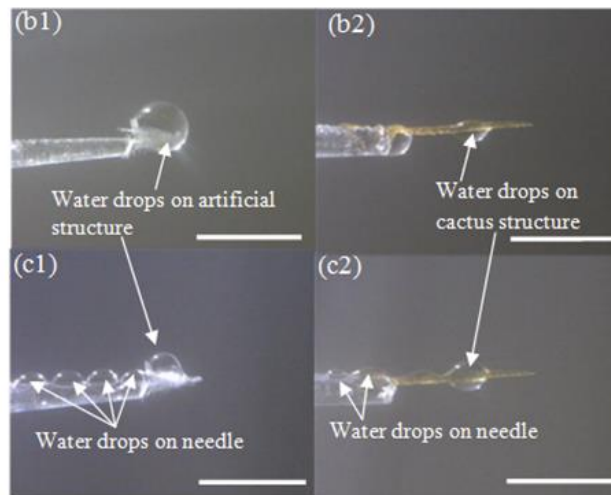 (b1)
(b2)
Water drops on artificial
structure
Water drops on
cactus structure
(c1)
(c2)
Water drops on needle
Water drops on needle